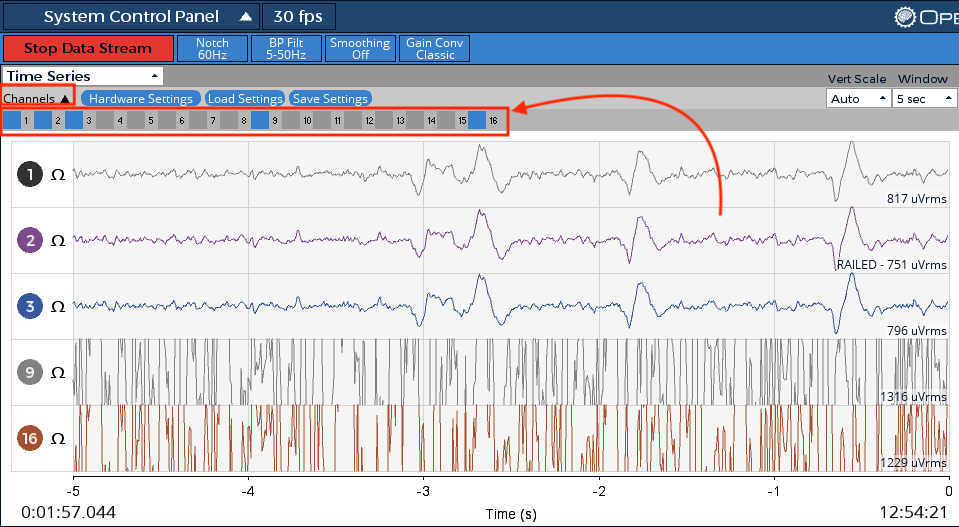 System Control Panel 30 fps OPE
Stop Data Stream Notch 60Hz BP Filt 5-50Hz Smoothing Off Gain Conv Classic
Time Series Vert Scale Window
Channels Hardware Settings Load Settings Save Settings Auto 5 sec
1 2 3 4 5 6 7 8 9 10 11 12 13 14 15 16
1 Ω 817 uVrms
2 Ω RAILED - 751 uVrms
3 Ω 796 uVrms
9 Ω 1316 uVrms
16 Ω 1229 uVrms
-5 -4 -3 -2 -1 0
0:01:57.044 Time (s) 12:54:21